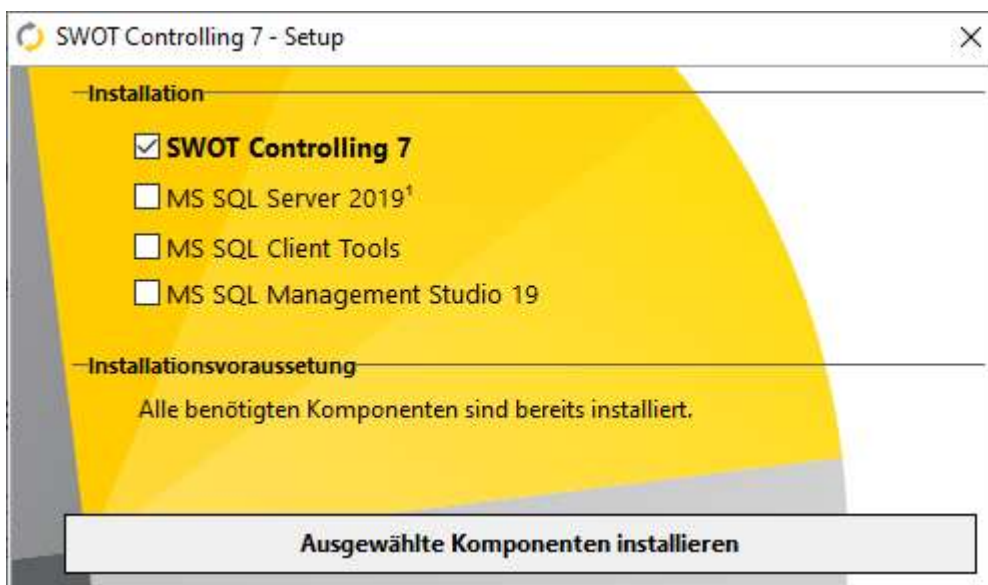 SWOT Controlling 7 - Setup
Installation
SWOT Controlling 7
MS SQL Server 2019¹
MS SQL Client Tools
MS SQL Management Studio 19
Installationsvoraussetung
Alle benötigten Komponenten sind bereits installiert.
Ausgewählte Komponenten installieren